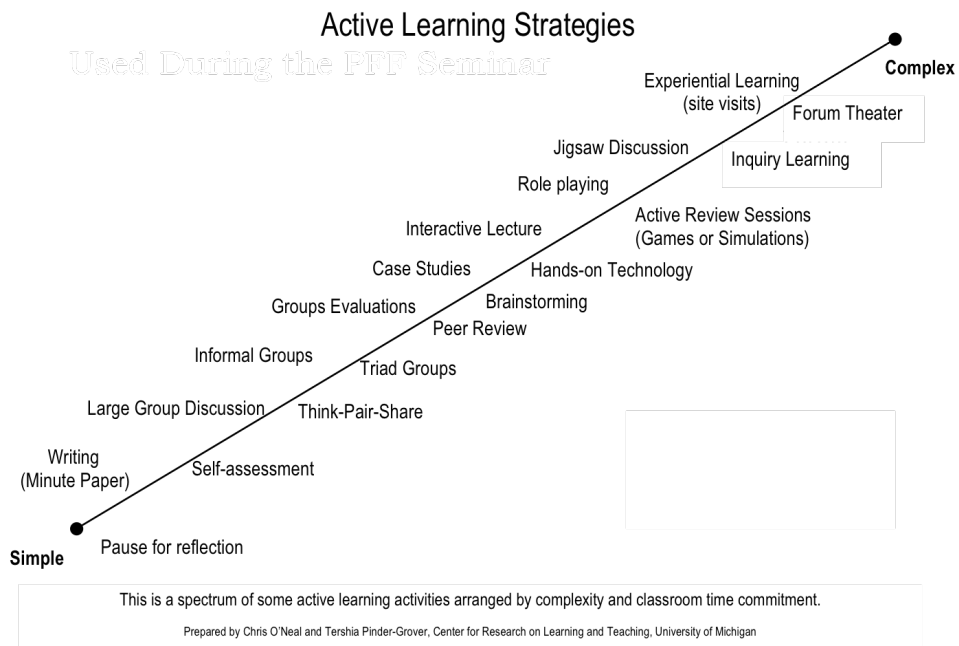 Active Learning Strategies
Used During the PFF Seminar
Complex
Experiential Learning
(site visits)
Forum Theater
Jigsaw Discussion
Inquiry Learning
Role playing
Active Review Sessions
(Games or Simulations)
Interactive Lecture
Case Studies
Hands-on Technology
Groups Evaluations
Brainstorming
Peer Review
Informal Groups
Triad Groups
Large Group Discussion
Think-Pair-Share
Writing
(Minute Paper)
Self-assessment
Simple
Pause for reflection
This is a spectrum of some active learning activities arranged by complexity and classroom time commitment.
Prepared by Chris O'Neal and Tershia Pinder-Grover, Center for Research on Learning and Teaching, University of Michigan